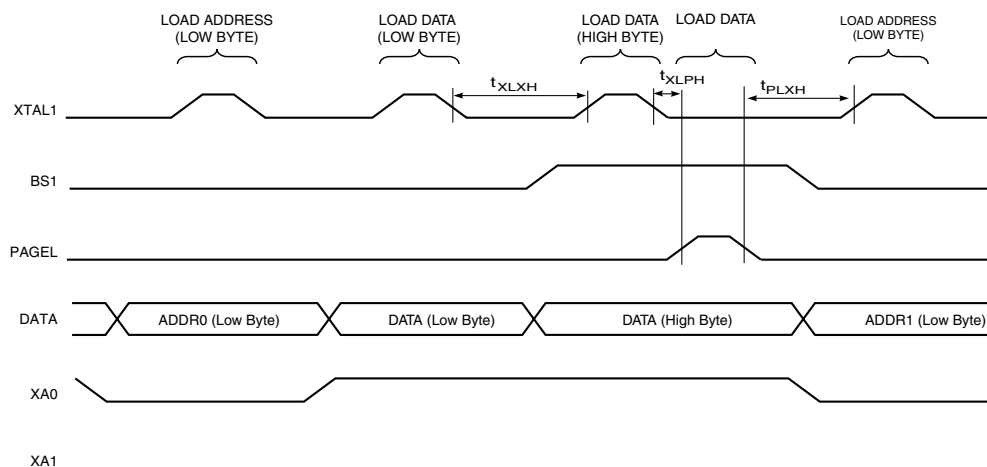 LOAD ADDRESS
(LOW BYTE)
LOAD DATA
(LOW BYTE)
LOAD DATA
(HIGH BYTE)
LOAD DATA
LOAD ADDRESS
(LOW BYTE)
XTAL1
tXLXH
tXLPH
tPLXH
BS1
PAGEL
DATA
ADDR0 (Low Byte)
DATA (Low Byte)
DATA (High Byte)
ADDR1 (Low Byte)
XA0
XA1